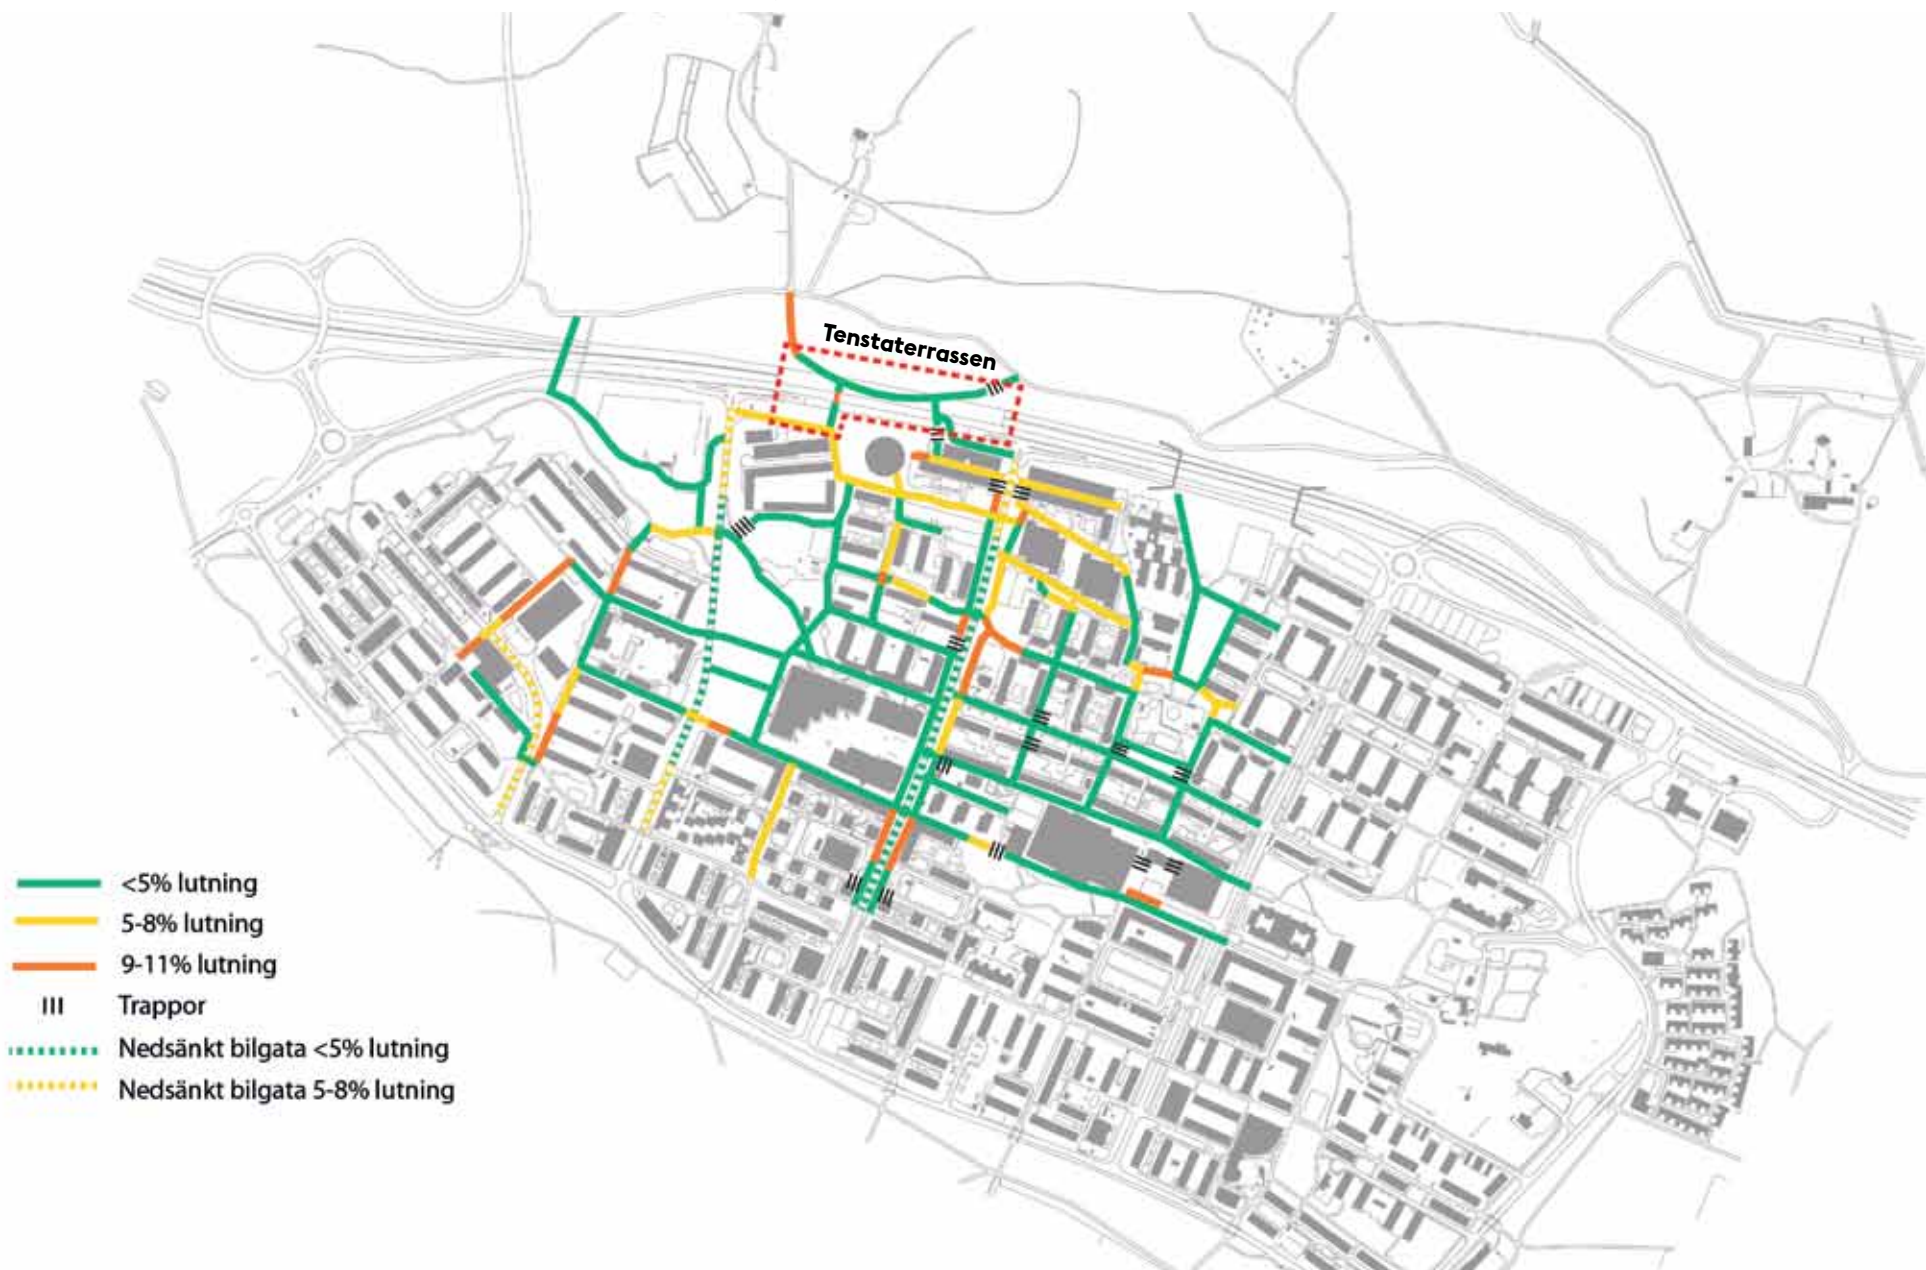 Tenstaterrassen
<5% lutning
5-8% lutning
9-11% lutning
Trappor
Nedsänkt bilgata <5% lutning
Nedsänkt bilgata 5-8% lutning